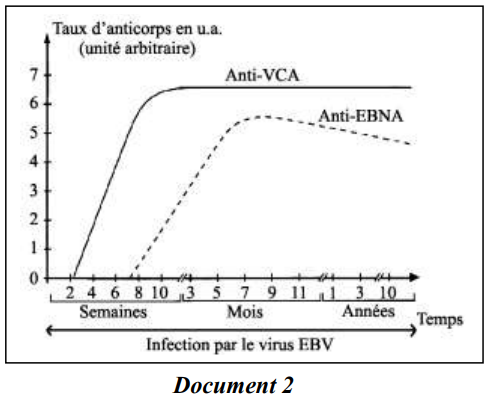 Taux d'anticorps en u.a.
(unité arbitraire)
7
6
5
4
3
2
1
0
Anti-VCA
Anti-EBNA
2 4 6 8 10 3 5 7 9 11 1 3 10
Semaines Mois Années Temps
Infection par le virus EBV
Document 2